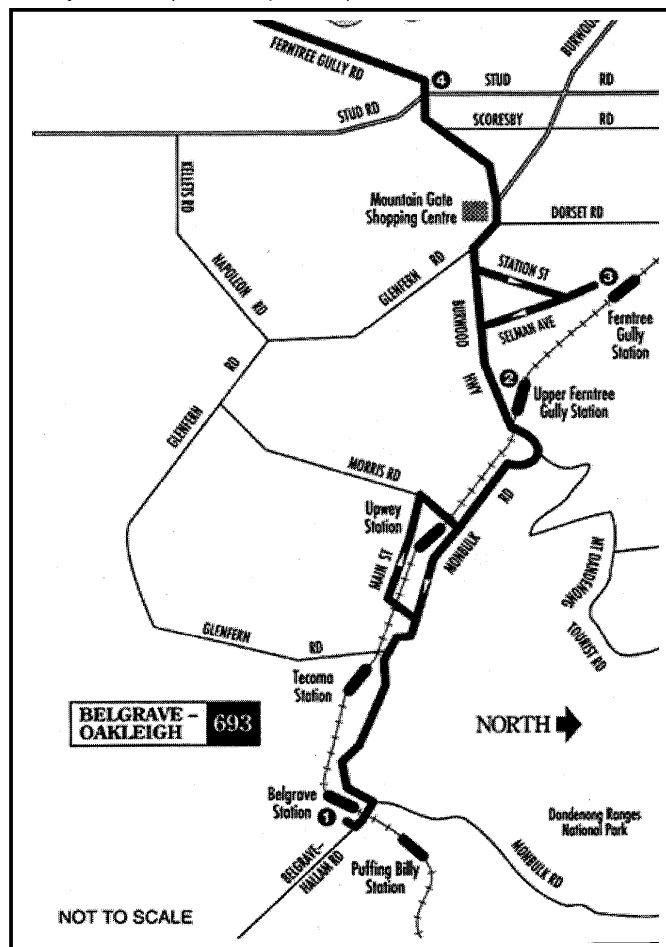 FERNTREE GULLY RD
BURWOOD
4
STUD RD
STUD RD
SCORESBY RD
KELLETS RD
Mountain Gate
Shopping Centre
DORSET RD
NAPOLEON RD
GLENFERN RD
STATION ST
3
BURWOOD HWY
SELMAN AVE
Ferntree
Gully
Station
2
Upper Ferntree
Gully Station
GLENFERN RD
MORRIS RD
Upwey
Station
MONBULK RD
MAIN ST
MT DANDENONG
TOURIST RD
GLENFERN RD
Tecoma
Station
BELGRAVE –
OAKLEIGH 693
NORTH
Belgrave
Station
1
BELGRAVE–
HALLAM RD
Puffing Billy
Station
MONBULK RD
Dandenong Ranges
National Park
NOT TO SCALE